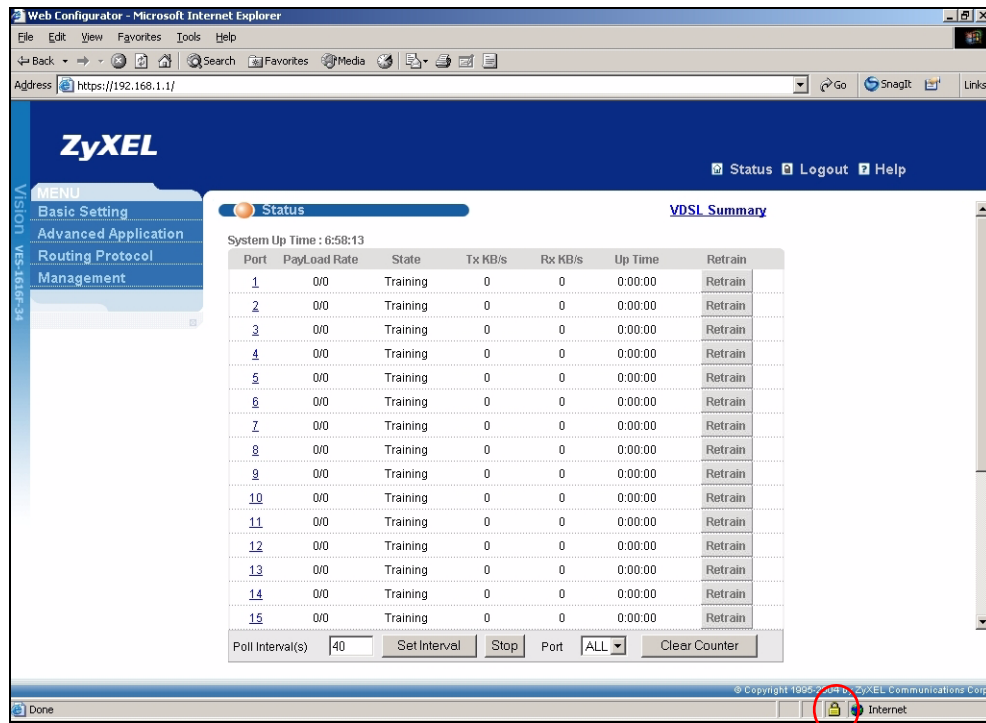 Web Configurator - Microsoft Internet Explorer
File Edit View Favorites Tools Help
Back Search Favorites Media
Address https://192.168.1.1/ Go SnagIt Links
ZyXEL
Status Logout Help
Vision VES-1616F-34
MENU
Basic Setting
Advanced Application
Routing Protocol
Management
Status VDSL Summary
System Up Time : 6:58:13
Port PayLoad Rate State Tx KB/s Rx KB/s Up Time Retrain
1 0/0 Training 0 0 0:00:00 Retrain
2 0/0 Training 0 0 0:00:00 Retrain
3 0/0 Training 0 0 0:00:00 Retrain
4 0/0 Training 0 0 0:00:00 Retrain
5 0/0 Training 0 0 0:00:00 Retrain
6 0/0 Training 0 0 0:00:00 Retrain
7 0/0 Training 0 0 0:00:00 Retrain
8 0/0 Training 0 0 0:00:00 Retrain
9 0/0 Training 0 0 0:00:00 Retrain
10 0/0 Training 0 0 0:00:00 Retrain
11 0/0 Training 0 0 0:00:00 Retrain
12 0/0 Training 0 0 0:00:00 Retrain
13 0/0 Training 0 0 0:00:00 Retrain
14 0/0 Training 0 0 0:00:00 Retrain
15 0/0 Training 0 0 0:00:00 Retrain
Poll Interval(s) 40 Set Interval Stop Port ALL Clear Counter
© Copyright 1995-2004 by ZyXEL Communications Corp
Done Internet